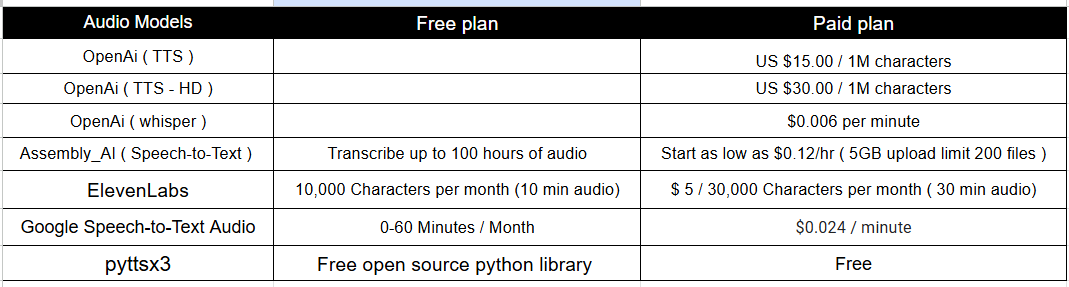 Audio Models Free plan Paid plan
OpenAi ( TTS ) US $15.00 / 1M characters
OpenAi ( TTS - HD ) US $30.00 / 1M characters
OpenAi ( whisper ) $0.006 per minute
Assembly_AI ( Speech-to-Text ) Transcribe up to 100 hours of audio Start as low as $0.12/hr ( 5GB upload limit 200 files )
ElevenLabs 10,000 Characters per month (10 min audio) $ 5 / 30,000 Characters per month ( 30 min audio)
Google Speech-to-Text Audio 0-60 Minutes / Month $0.024 / minute
pyttsx3 Free open source python library Free